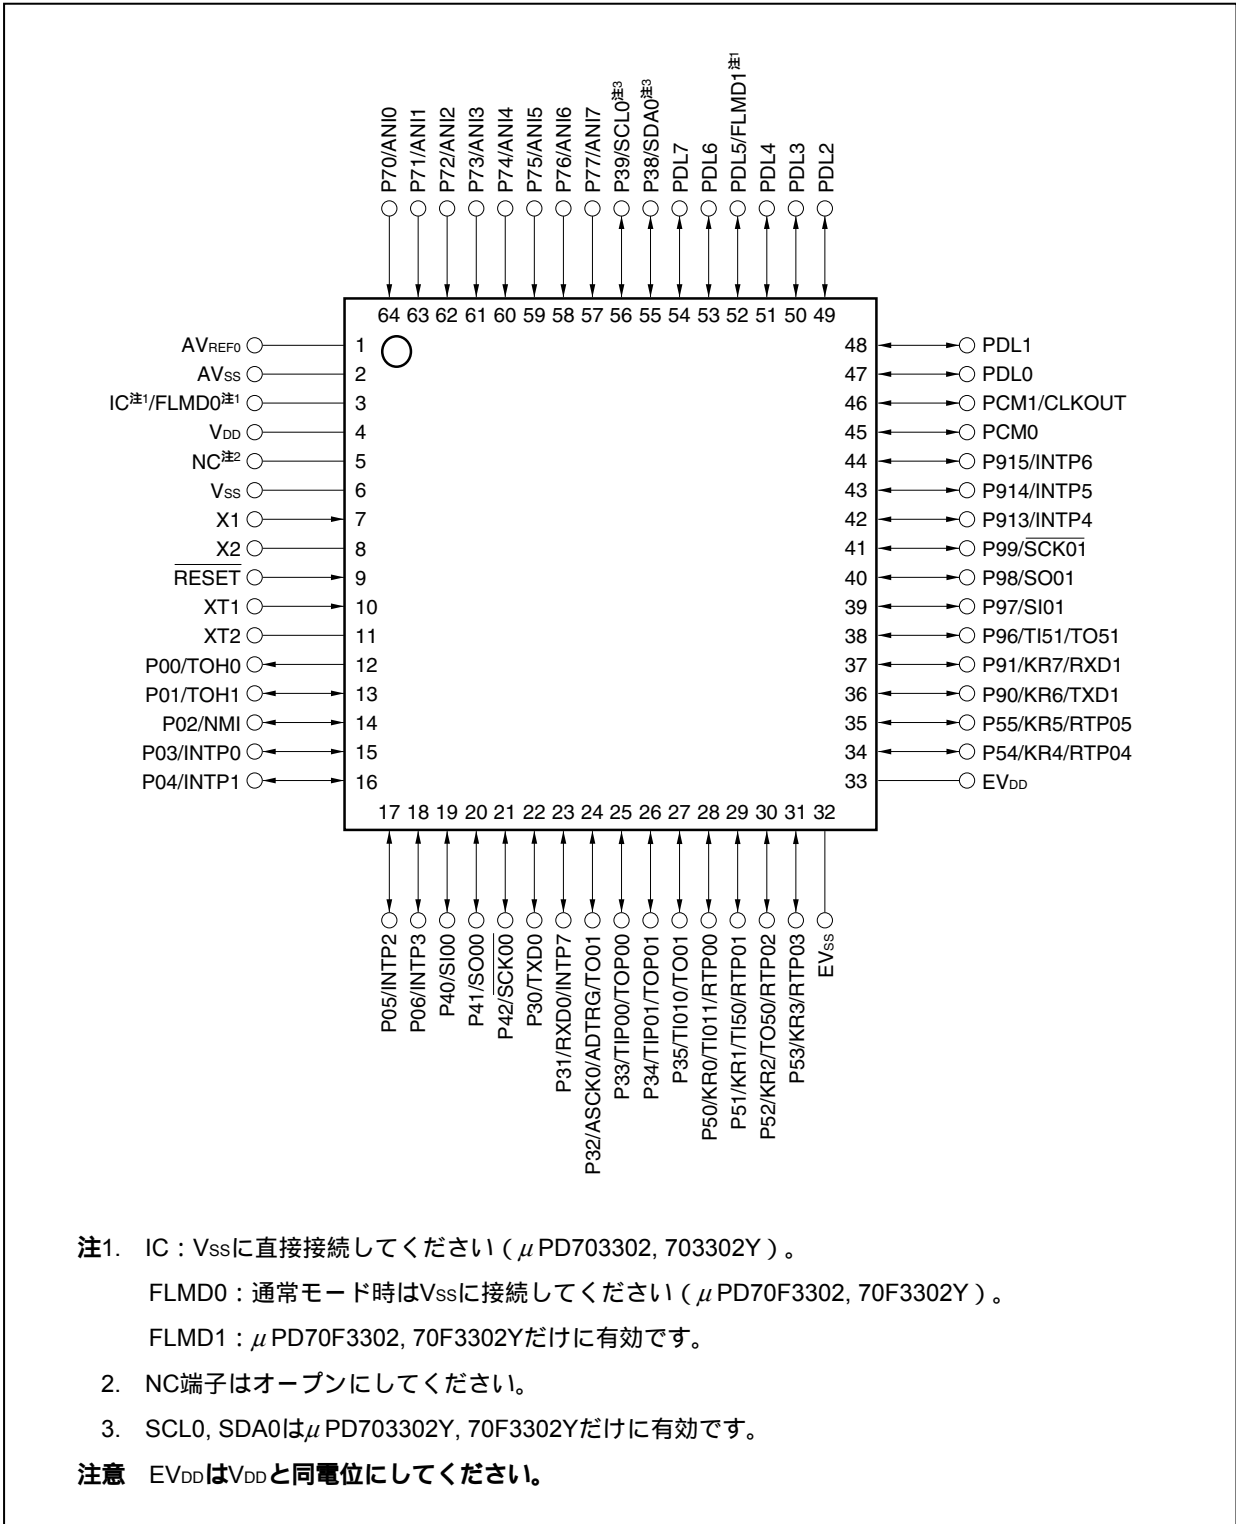 P70/ANI0
P71/ANI1
P72/ANI2
P73/ANI3
P74/ANI4
P75/ANI5
P76/ANI6
P77/ANI7
P39/SCL0注3
P38/SDA0注3
PDL7
PDL6
PDL5/FLMD1注1
PDL4
PDL3
PDL2
64 63 62 61 60 59 58 57 56 55 54 53 52 51 50 49
AVREF0 1
AVSS 2
IC注1/FLMD0注1 3
VDD 4
NC注2 5
VSS 6
X1 7
X2 8
RESET 9
XT1 10
XT2 11
P00/TOH0 12
P01/TOH1 13
P02/NMI 14
P03/INTP0 15
P04/INTP1 16
48 PDL1
47 PDL0
46 PCM1/CLKOUT
45 PCM0
44 P915/INTP6
43 P914/INTP5
42 P913/INTP4
41 P99/SCK01
40 P98/SO01
39 P97/SI01
38 P96/TI51/TO51
37 P91/KR7/RXD1
36 P90/KR6/TXD1
35 P55/KR5/RTP05
34 P54/KR4/RTP04
33 EVDD
17 18 19 20 21 22 23 24 25 26 27 28 29 30 31 32
P05/INTP2
P06/INTP3
P40/SI00
P41/SO00
P42/SCK00
P30/TXD0
P31/RXD0/INTP7
P32/ASCK0/ADTRG/TO01
P33/TIP00/TOP00
P34/TIP01/TOP01
P35/TI010/TO01
P50/KR0/TI011/RTP00
P51/KR1/TI50/RTP01
P52/KR2/TO50/RTP02
P53/KR3/RTP03
EVSS
注1. IC：VSSに直接接続してください（μPD703302, 703302Y）。
FLMD0：通常モード時はVSSに接続してください（μPD70F3302, 70F3302Y）。
FLMD1：μPD70F3302, 70F3302Yだけに有効です。
2. NC端子はオープンにしてください。
3. SCL0, SDA0はμPD703302Y, 70F3302Yだけに有効です。
注意 EVDDはVDDと同電位にしてください。